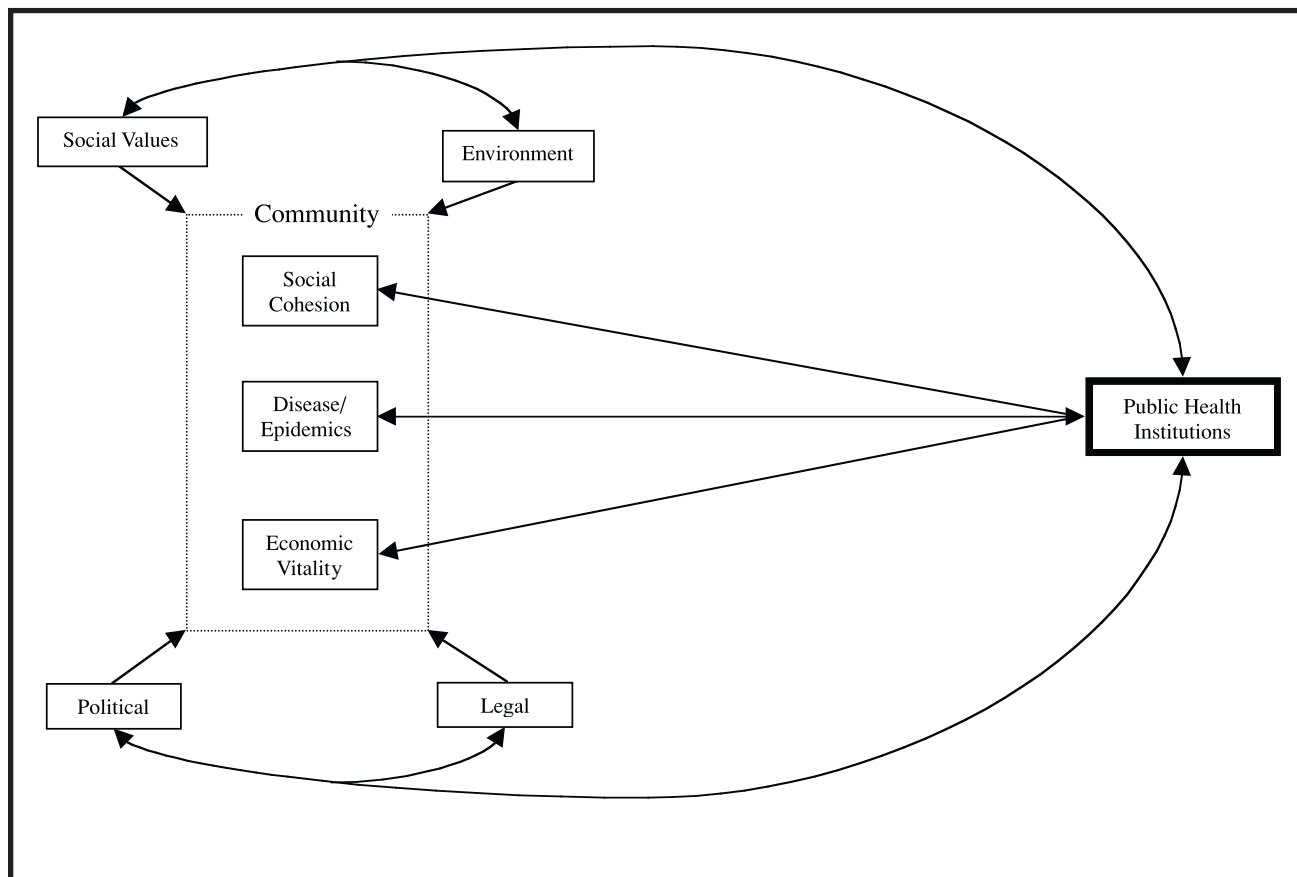 Social Values
Environment
Community
Social
Cohesion
Disease/
Epidemics
Public Health
Institutions
Economic
Vitality
Political
Legal